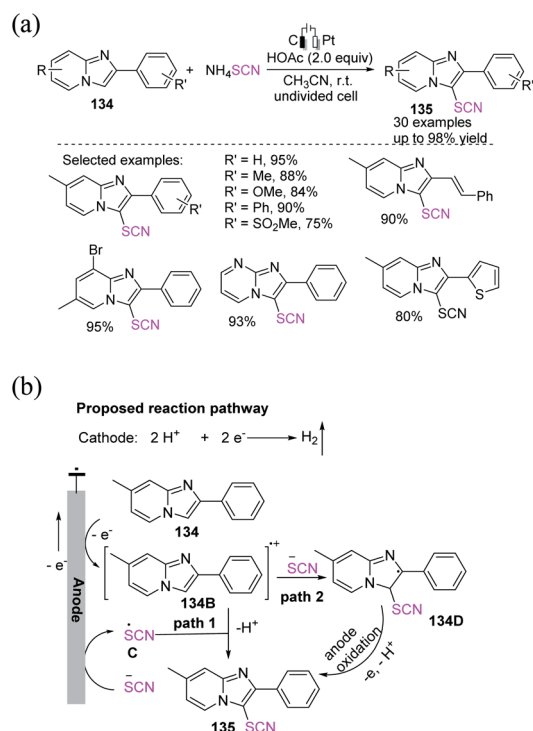 (a)
C Pt
HOAc (2.0 equiv)
CH3CN, r.t.
undivided cell
R
N
N
R'
134
+
NH4SCN
R
N
N
R'
SCN
135
30 examples
up to 98% yield
Selected examples:
N
N
R'
SCN
R' = H, 95%
R' = Me, 88%
R' = OMe, 84%
R' = Ph, 90%
R' = SO2Me, 75%
N
N
Ph
SCN
90%
Br
N
N
SCN
95%
N
N
N
SCN
93%
N
N
S
SCN
80%
(b)
Proposed reaction pathway
Cathode: 2 H+ + 2 e- H2
N
N
134
- e-
- e-
Anode
N
N
•+
134B
-SCN
path 2
N
N
SCN
134D
•SCN
C
path 1
-H+
anode
oxidation
-e, - H+
-SCN
N
N
SCN
135